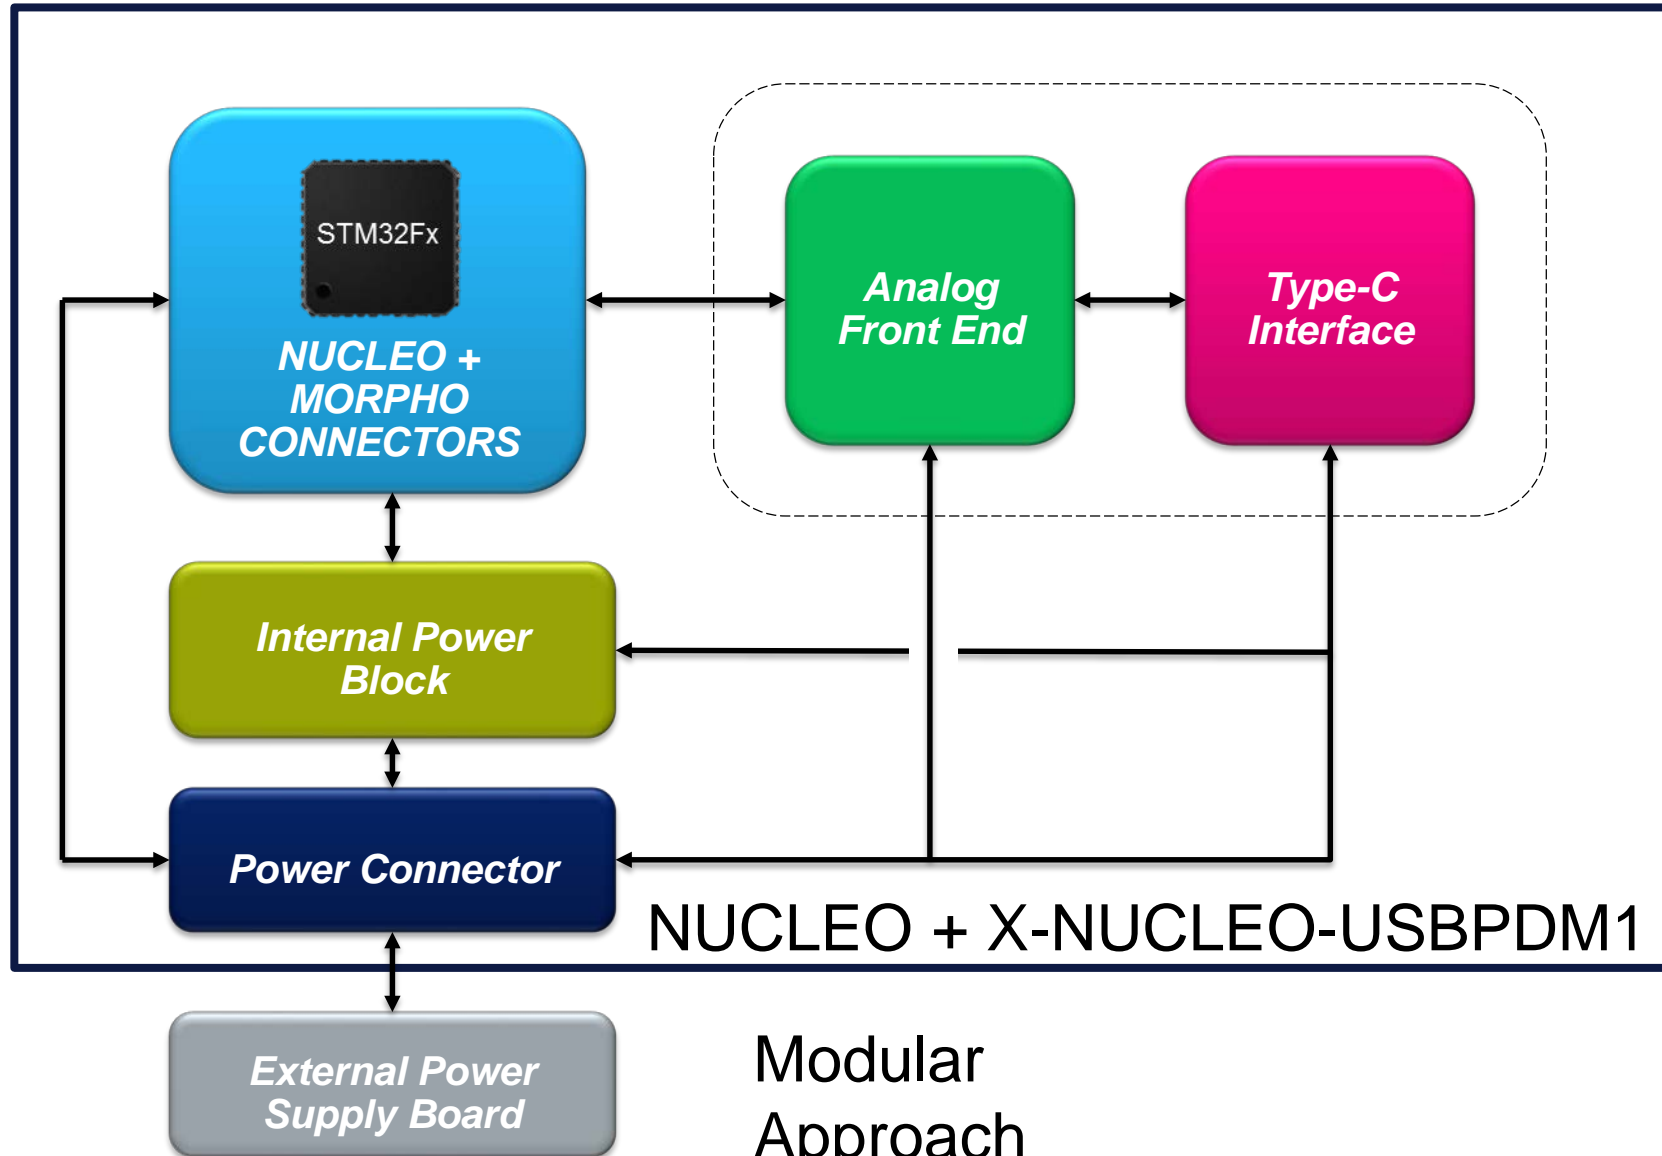 STM32Fx
NUCLEO +
MORPHO
CONNECTORS
Analog
Front End
Type-C
Interface
Internal Power
Block
Power Connector
NUCLEO + X-NUCLEO-USBPDM1
External Power
Supply Board
Modular
Approach